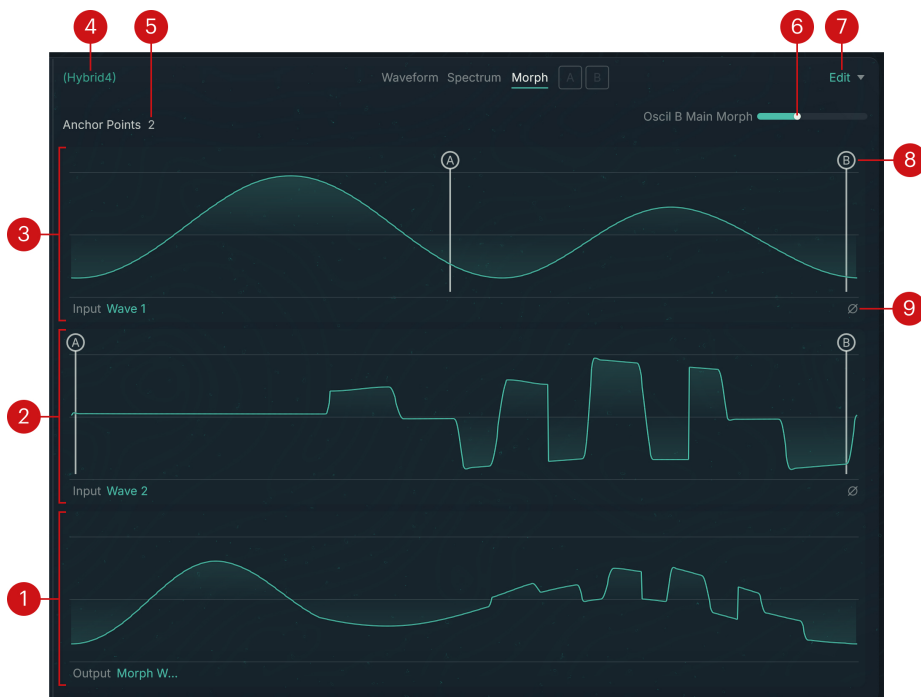 4 5 6 7
(Hybrid4) Waveform Spectrum Morph A B Edit
Oscil B Main Morph
Anchor Points 2
A B 8
3
Input Wave 1 Ø 9
A B
2
Input Wave 2 Ø
1
Output Morph W...